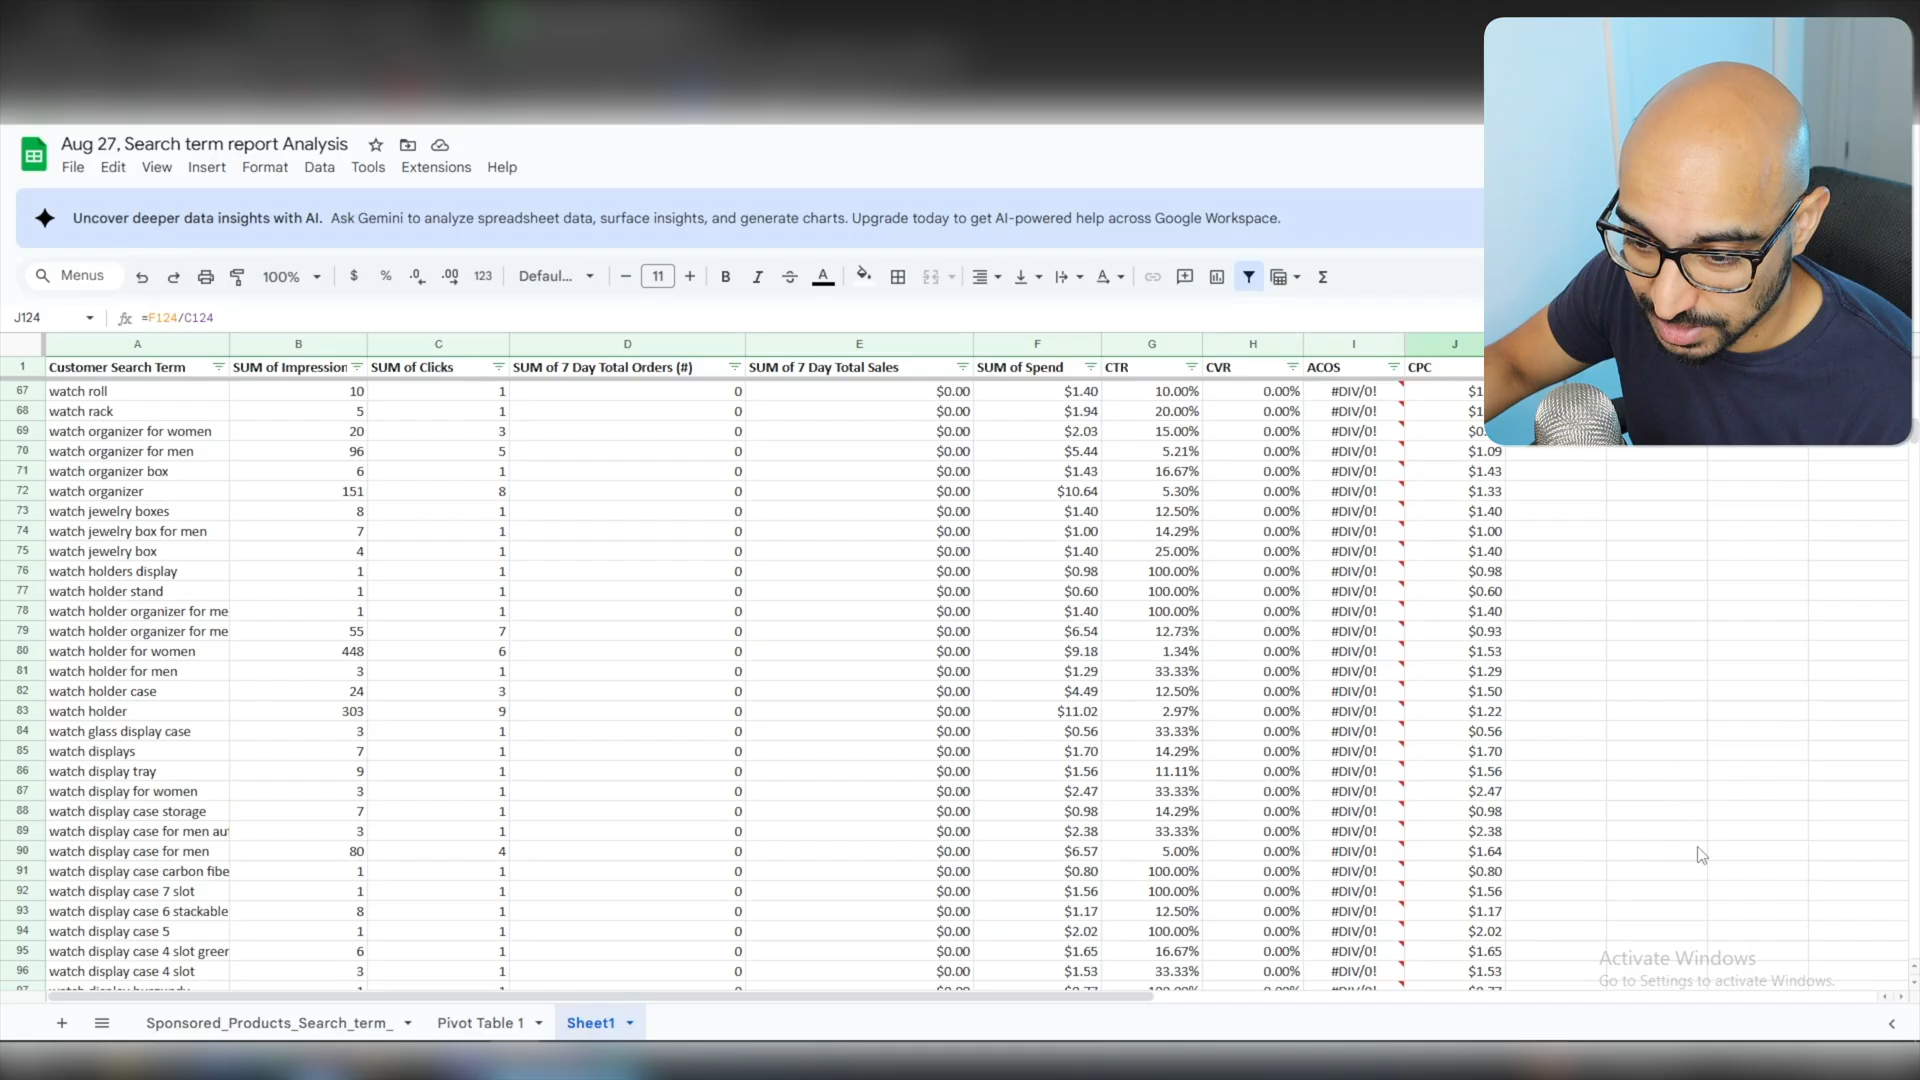 Aug 27, Search term report Analysis
File Edit View Insert Format Data Tools Extensions Help
Uncover deeper data insights with AI. Ask Gemini to analyze spreadsheet data, surface insights, and generate charts. Upgrade today to get AI-powered help across Google Workspace.
Menus 100% $ % .0 .00 123 Defaul... − 11 + B I A Σ
J124 fx =F124/C124
A B C D E F G H I J
1 Customer Search Term SUM of Impression SUM of Clicks SUM of 7 Day Total Orders (#) SUM of 7 Day Total Sales SUM of Spend CTR CVR ACOS CPC
67 watch roll 10 1 0 $0.00 $1.40 10.00% 0.00% #DIV/0! $1.
68 watch rack 5 1 0 $0.00 $1.94 20.00% 0.00% #DIV/0! $1.
69 watch organizer for women 20 3 0 $0.00 $2.03 15.00% 0.00% #DIV/0! $0.
70 watch organizer for men 96 5 0 $0.00 $5.44 5.21% 0.00% #DIV/0! $1.09
71 watch organizer box 6 1 0 $0.00 $1.43 16.67% 0.00% #DIV/0! $1.43
72 watch organizer 151 8 0 $0.00 $10.64 5.30% 0.00% #DIV/0! $1.33
73 watch jewelry boxes 8 1 0 $0.00 $1.40 12.50% 0.00% #DIV/0! $1.40
74 watch jewelry box for men 7 1 0 $0.00 $1.00 14.29% 0.00% #DIV/0! $1.00
75 watch jewelry box 4 1 0 $0.00 $1.40 25.00% 0.00% #DIV/0! $1.40
76 watch holders display 1 1 0 $0.00 $0.98 100.00% 0.00% #DIV/0! $0.98
77 watch holder stand 1 1 0 $0.00 $0.60 100.00% 0.00% #DIV/0! $0.60
78 watch holder organizer for me 1 1 0 $0.00 $1.40 100.00% 0.00% #DIV/0! $1.40
79 watch holder organizer for me 55 7 0 $0.00 $6.54 12.73% 0.00% #DIV/0! $0.93
80 watch holder for women 448 6 0 $0.00 $9.18 1.34% 0.00% #DIV/0! $1.53
81 watch holder for men 3 1 0 $0.00 $1.29 33.33% 0.00% #DIV/0! $1.29
82 watch holder case 24 3 0 $0.00 $4.49 12.50% 0.00% #DIV/0! $1.50
83 watch holder 303 9 0 $0.00 $11.02 2.97% 0.00% #DIV/0! $1.22
84 watch glass display case 3 1 0 $0.00 $0.56 33.33% 0.00% #DIV/0! $0.56
85 watch displays 7 1 0 $0.00 $1.70 14.29% 0.00% #DIV/0! $1.70
86 watch display tray 9 1 0 $0.00 $1.56 11.11% 0.00% #DIV/0! $1.56
87 watch display for women 3 1 0 $0.00 $2.47 33.33% 0.00% #DIV/0! $2.47
88 watch display case storage 7 1 0 $0.00 $0.98 14.29% 0.00% #DIV/0! $0.98
89 watch display case for men au 3 1 0 $0.00 $2.38 33.33% 0.00% #DIV/0! $2.38
90 watch display case for men 80 4 0 $0.00 $6.57 5.00% 0.00% #DIV/0! $1.64
91 watch display case carbon fibe 1 1 0 $0.00 $0.80 100.00% 0.00% #DIV/0! $0.80
92 watch display case 7 slot 1 1 0 $0.00 $1.56 100.00% 0.00% #DIV/0! $1.56
93 watch display case 6 stackable 8 1 0 $0.00 $1.17 12.50% 0.00% #DIV/0! $1.17
94 watch display case 5 1 1 0 $0.00 $2.02 100.00% 0.00% #DIV/0! $2.02
95 watch display case 4 slot greer 6 1 0 $0.00 $1.65 16.67% 0.00% #DIV/0! $1.65
96 watch display case 4 slot 3 1 0 $0.00 $1.53 33.33% 0.00% #DIV/0! $1.53
Activate Windows
Go to Settings to activate Windows.
Sponsored_Products_Search_term_ Pivot Table 1 Sheet1